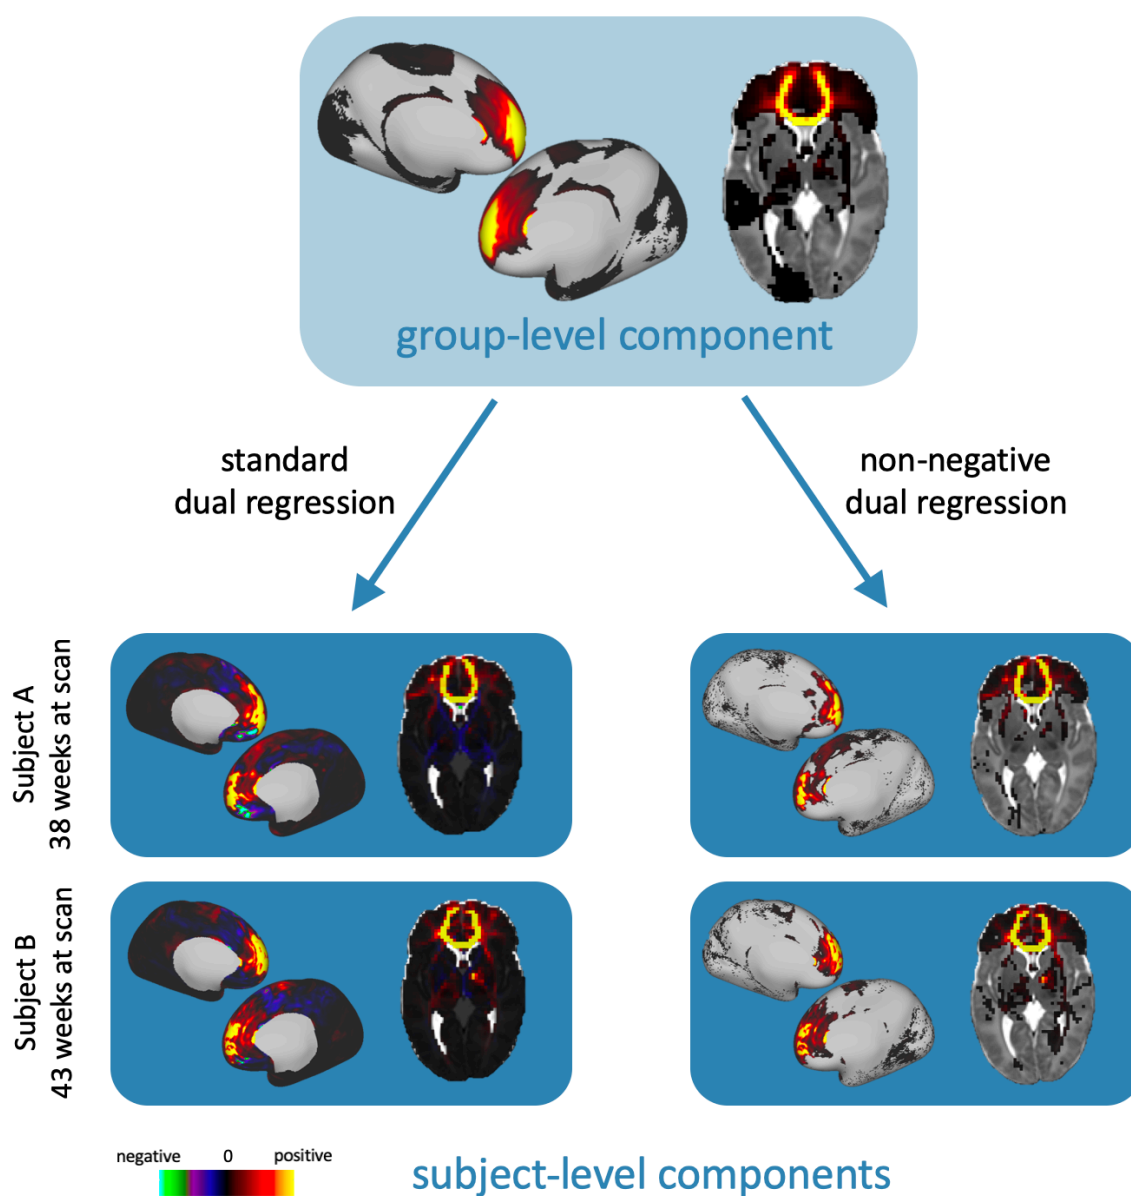 group-level component
standard
dual regression
non-negative
dual regression
Subject A
38 weeks at scan
Subject B
43 weeks at scan
negative 0 positive
subject-level components